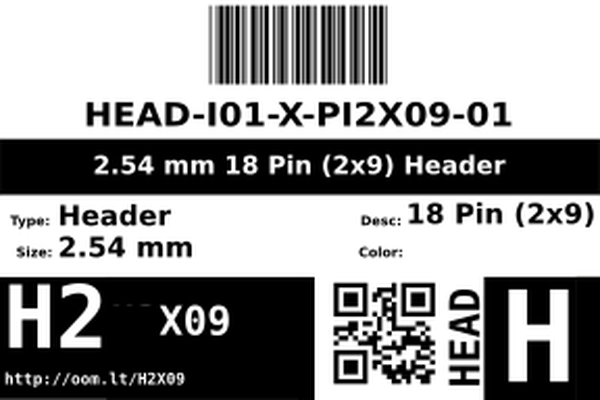 HEAD-I01-X-PI2X09-01
2.54 mm 18 Pin (2x9) Header
Type: Header
Desc: 18 Pin (2x9)
Size: 2.54 mm
Color:
H2 X09
HEAD
H
http://oom.lt/H2X09